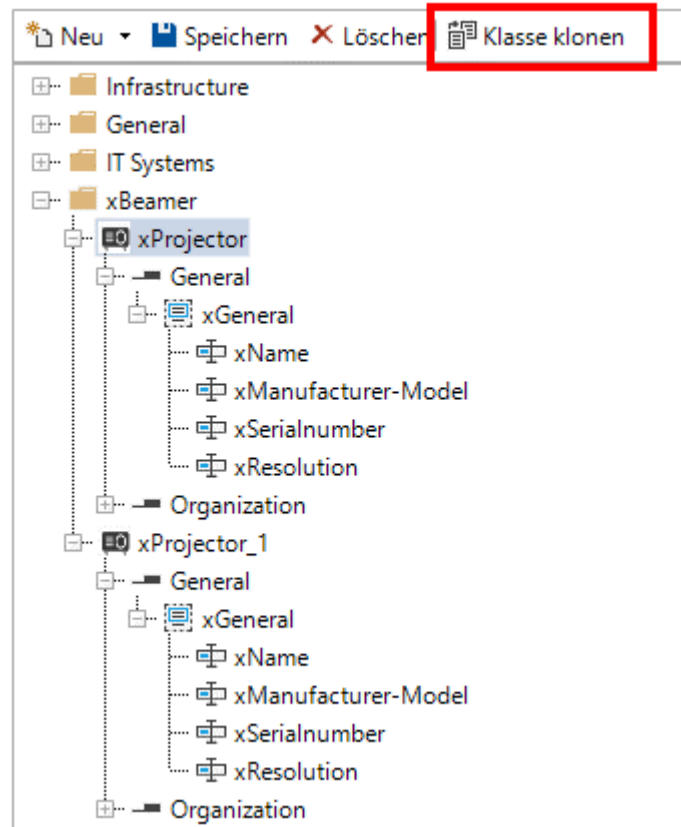 Neu Speichern Löschen Klasse klonen
Infrastructure
General
IT Systems
xBeamer
xProjector
General
xGeneral
xName
xManufacturer-Model
xSerialnumber
xResolution
Organization
xProjector_1
General
xGeneral
xName
xManufacturer-Model
xSerialnumber
xResolution
Organization